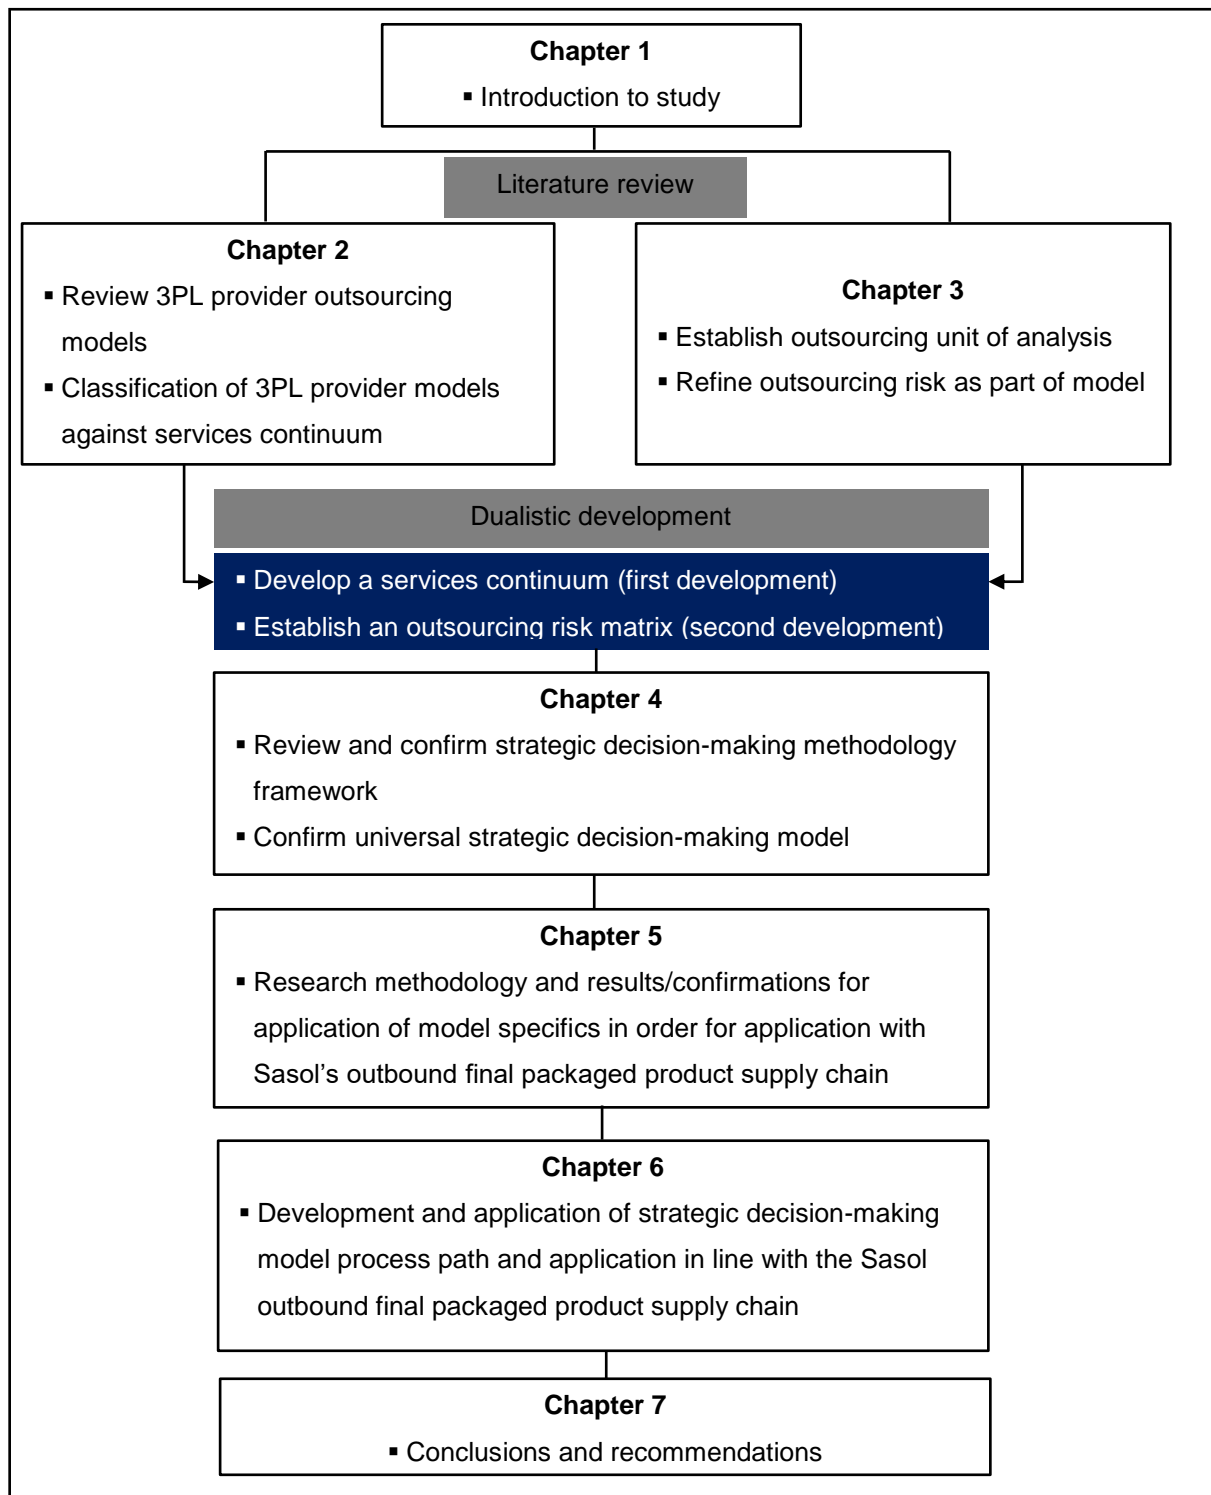 Chapter 1
▪ Introduction to study
Literature review
Chapter 2
▪ Review 3PL provider outsourcing
models
▪ Classification of 3PL provider models
against services continuum
Chapter 3
▪ Establish outsourcing unit of analysis
▪ Refine outsourcing risk as part of model
Dualistic development
▪ Develop a services continuum (first development)
▪ Establish an outsourcing risk matrix (second development)
Chapter 4
▪ Review and confirm strategic decision-making methodology
framework
▪ Confirm universal strategic decision-making model
Chapter 5
▪ Research methodology and results/confirmations for
application of model specifics in order for application with
Sasol’s outbound final packaged product supply chain
Chapter 6
▪ Development and application of strategic decision-making
model process path and application in line with the Sasol
outbound final packaged product supply chain
Chapter 7
▪ Conclusions and recommendations